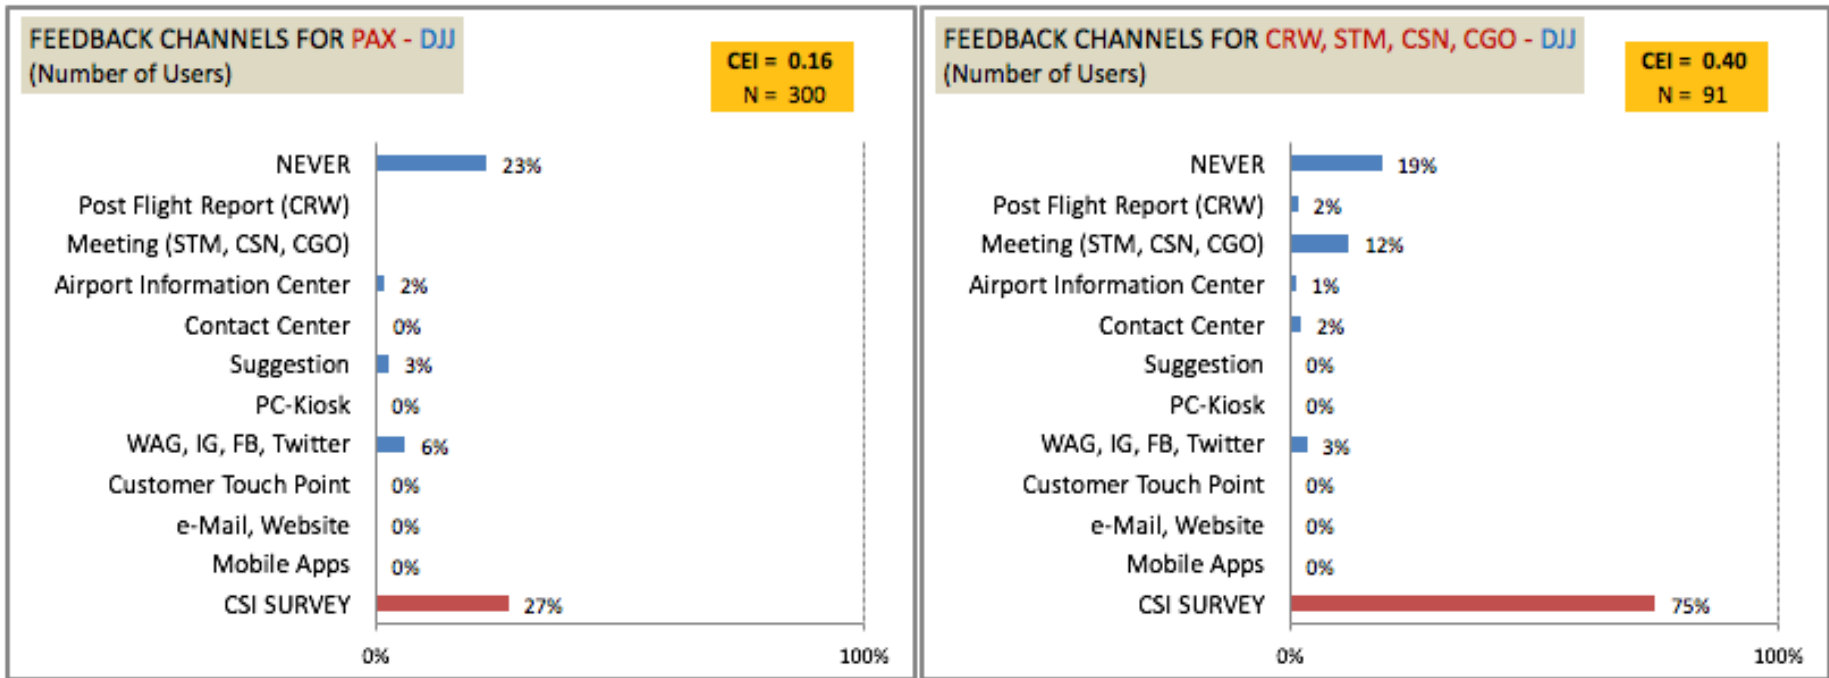 FEEDBACK CHANNELS FOR PAX - DJJ
(Number of Users)
CEI = 0.16
N = 300
NEVER 23%
Post Flight Report (CRW)
Meeting (STM, CSN, CGO)
Airport Information Center 2%
Contact Center 0%
Suggestion 3%
PC-Kiosk 0%
WAG, IG, FB, Twitter 6%
Customer Touch Point 0%
e-Mail, Website 0%
Mobile Apps 0%
CSI SURVEY 27%
0% 100%
FEEDBACK CHANNELS FOR CRW, STM, CSN, CGO - DJJ
(Number of Users)
CEI = 0.40
N = 91
NEVER 19%
Post Flight Report (CRW) 2%
Meeting (STM, CSN, CGO) 12%
Airport Information Center 1%
Contact Center 2%
Suggestion 0%
PC-Kiosk 0%
WAG, IG, FB, Twitter 3%
Customer Touch Point 0%
e-Mail, Website 0%
Mobile Apps 0%
CSI SURVEY 75%
0% 100%